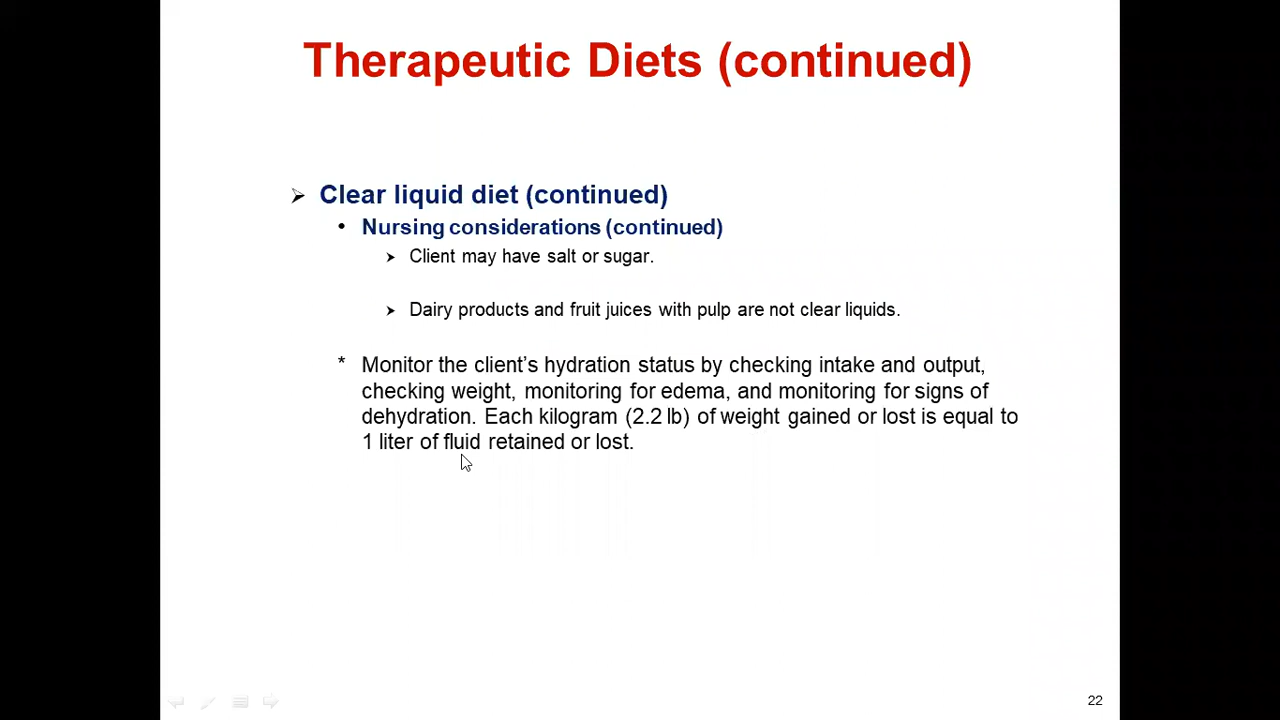 Therapeutic Diets (continued)
Clear liquid diet (continued)
Nursing considerations (continued)
Client may have salt or sugar.
Dairy products and fruit juices with pulp are not clear liquids.
* Monitor the client’s hydration status by checking intake and output,
checking weight, monitoring for edema, and monitoring for signs of
dehydration. Each kilogram (2.2 lb) of weight gained or lost is equal to
1 liter of fluid retained or lost.
22